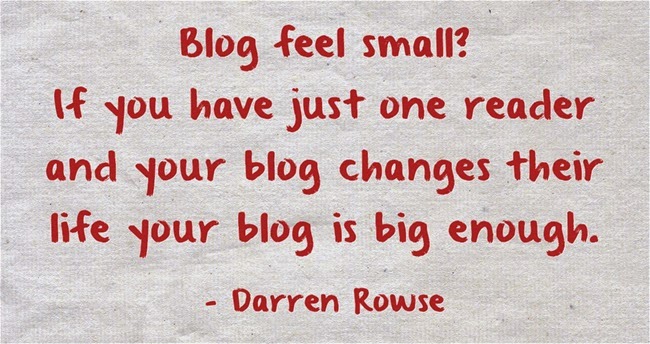 Blog feel small?
If you have just one reader
and your blog changes their
life your blog is big enough.
- Darren Rowse